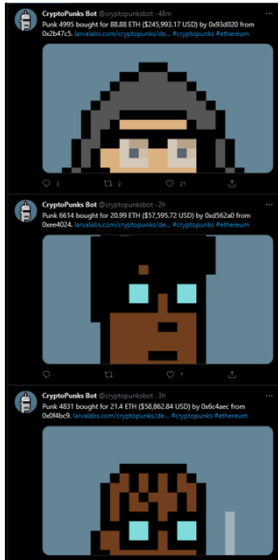 CryptoPunks Bot @cryptopunksbot · 48m
Punk 4995 bought for 88.88 ETH ($245,993.17 USD) by 0x93d020 from
0x2b47c5. larvalabs.com/cryptopunks/de... #cryptopunks #ethereum
3 2 21
CryptoPunks Bot @cryptopunksbot · 2h
Punk 6614 bought for 20.99 ETH ($57,595.72 USD) by 0xd562a0 from
0xee4024. larvalabs.com/cryptopunks/de... #cryptopunks #ethereum
7
CryptoPunks Bot @cryptopunksbot · 3h
Punk 4831 bought for 21.4 ETH ($58,862.84 USD) by 0x6c4aec from
0x0f4bc9. larvalabs.com/cryptopunks/de... #cryptopunks #ethereum